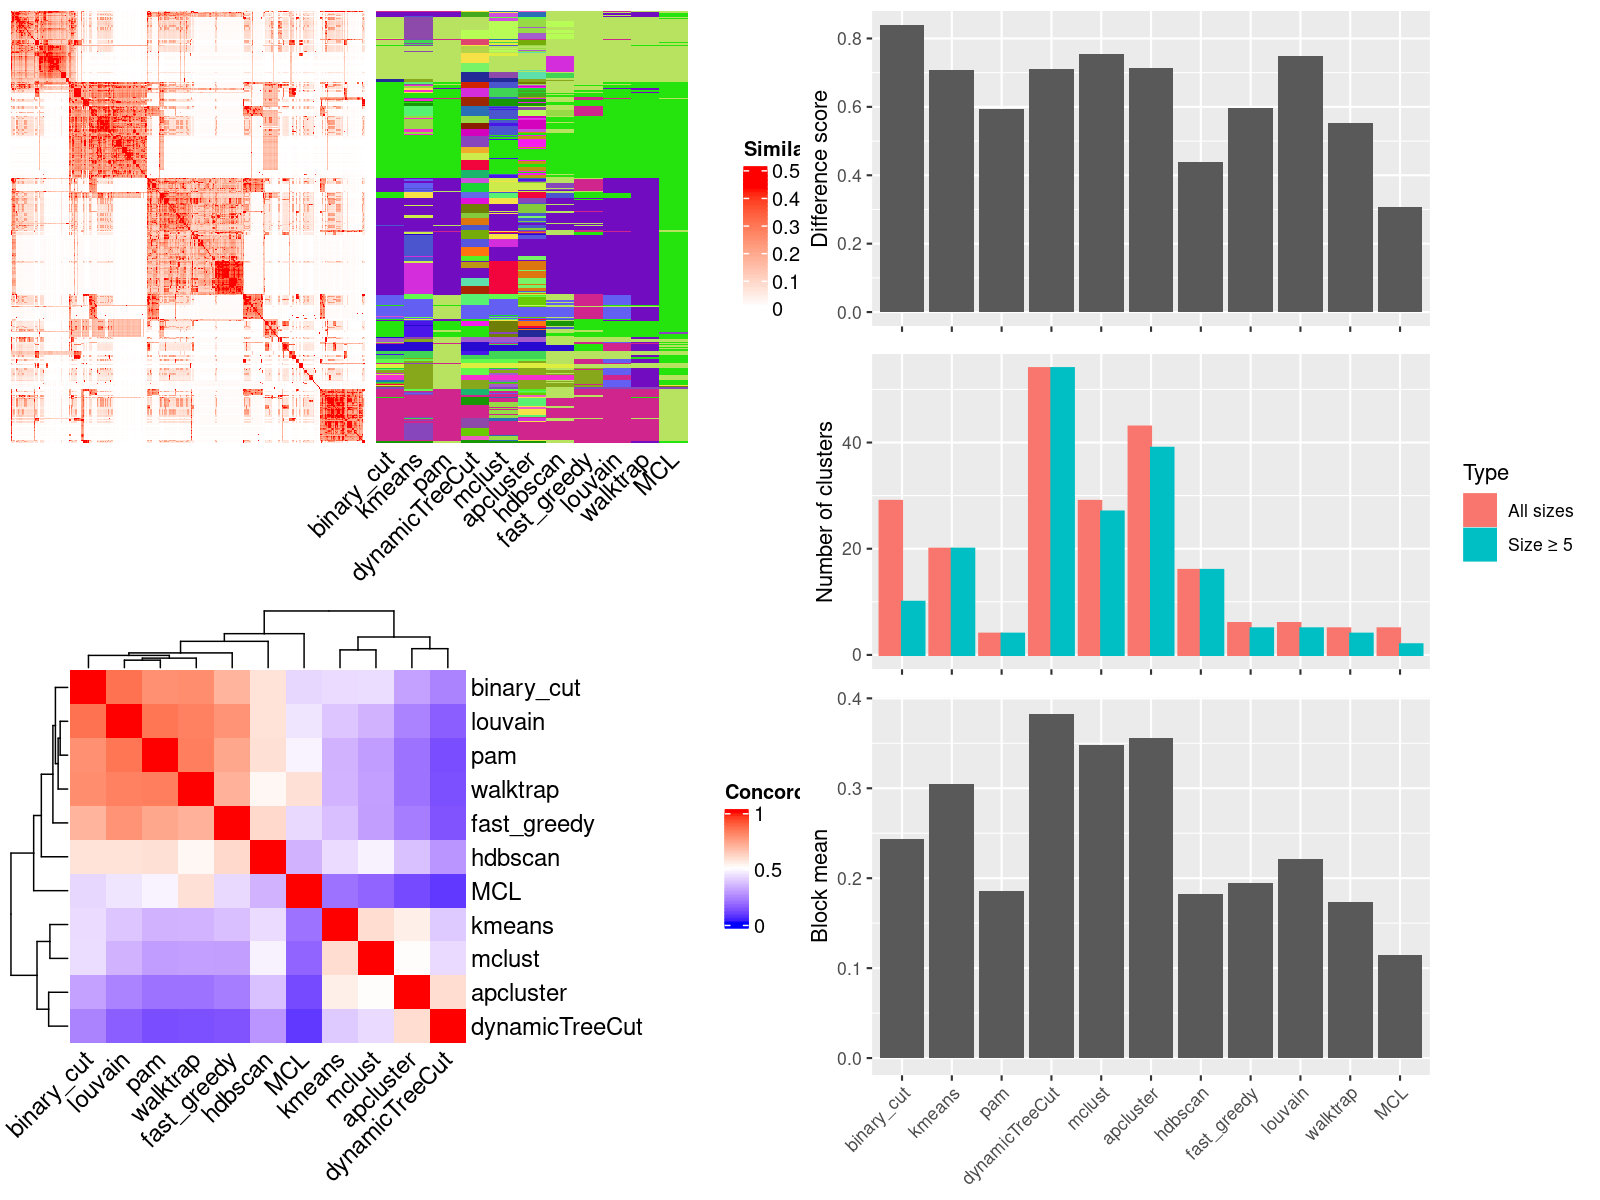 Simila
0.5
0.4
0.3
0.2
0.1
0
binary_cut
kmeans
pam
dynamicTreeCut
mclust
apcluster
hdbscan
fast_greedy
louvain
walktrap
MCL
binary_cut
louvain
pam
walktrap
fast_greedy
hdbscan
MCL
kmeans
mclust
apcluster
dynamicTreeCut
binary_cut
louvain
pam
walktrap
fast_greedy
hdbscan
MCL
kmeans
mclust
apcluster
dynamicTreeCut
Concord
1
0.5
0
Difference score
0.8
0.6
0.4
0.2
0.0
Number of clusters
40
20
0
Type
All sizes
Size ≥ 5
Block mean
0.4
0.3
0.2
0.1
0.0
binary_cut
kmeans
pam
dynamicTreeCut
mclust
apcluster
hdbscan
fast_greedy
louvain
walktrap
MCL